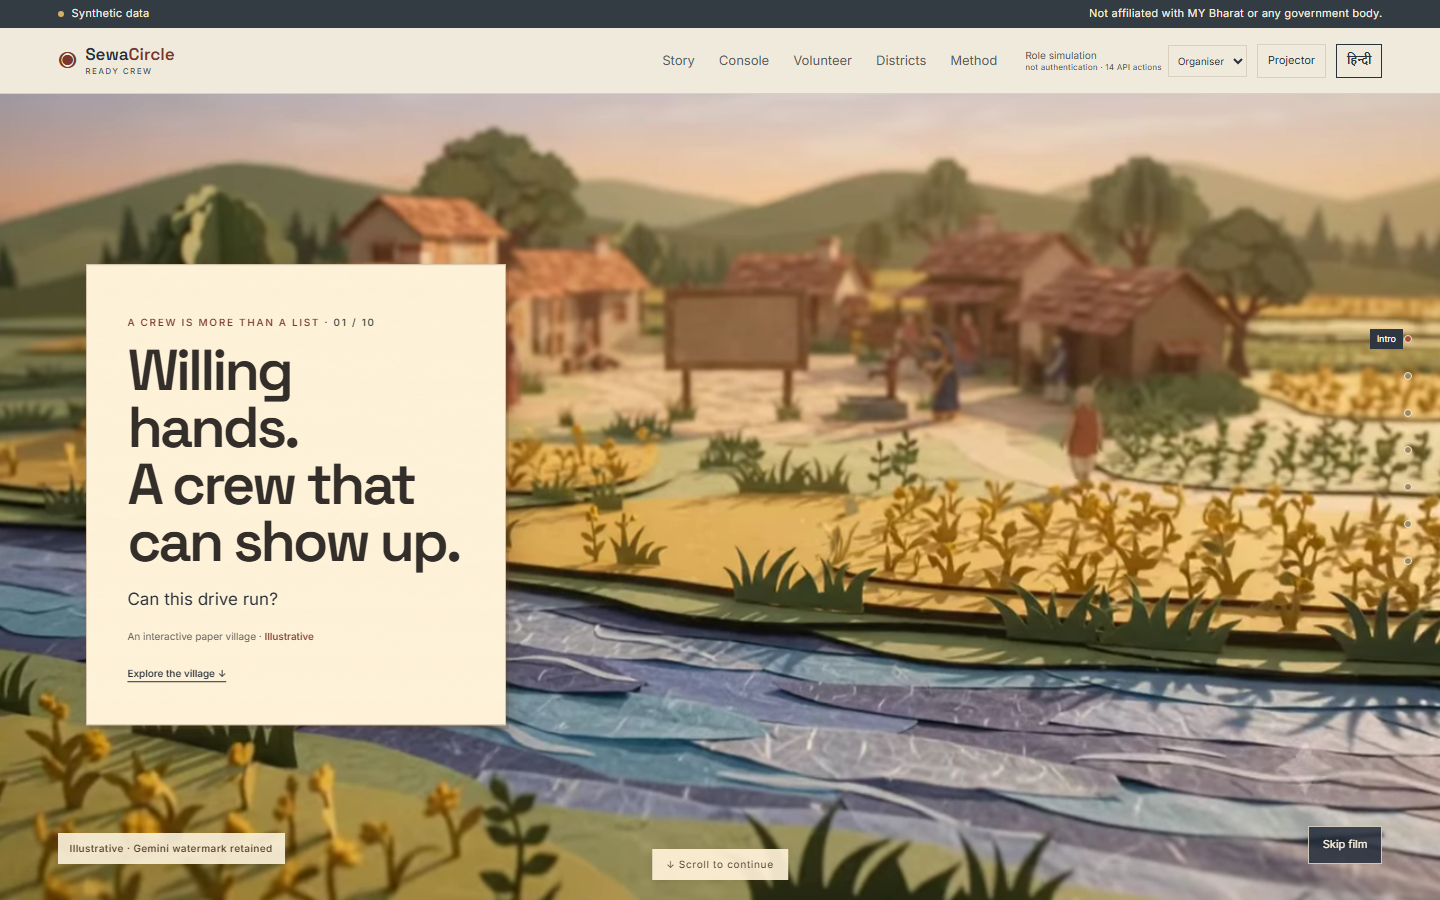 Synthetic data
Not affiliated with MY Bharat or any government body.
SewaCircle
READY CREW
Story
Console
Volunteer
Districts
Method
Role simulation
not authentication · 14 API actions
Organiser
Projector
हिन्दी
A CREW IS MORE THAN A LIST · 01 / 10
Willing
hands.
A crew that
can show up.
Can this drive run?
An interactive paper village · Illustrative
Explore the village ↓
Intro
Illustrative · Gemini watermark retained
↓ Scroll to continue
Skip film